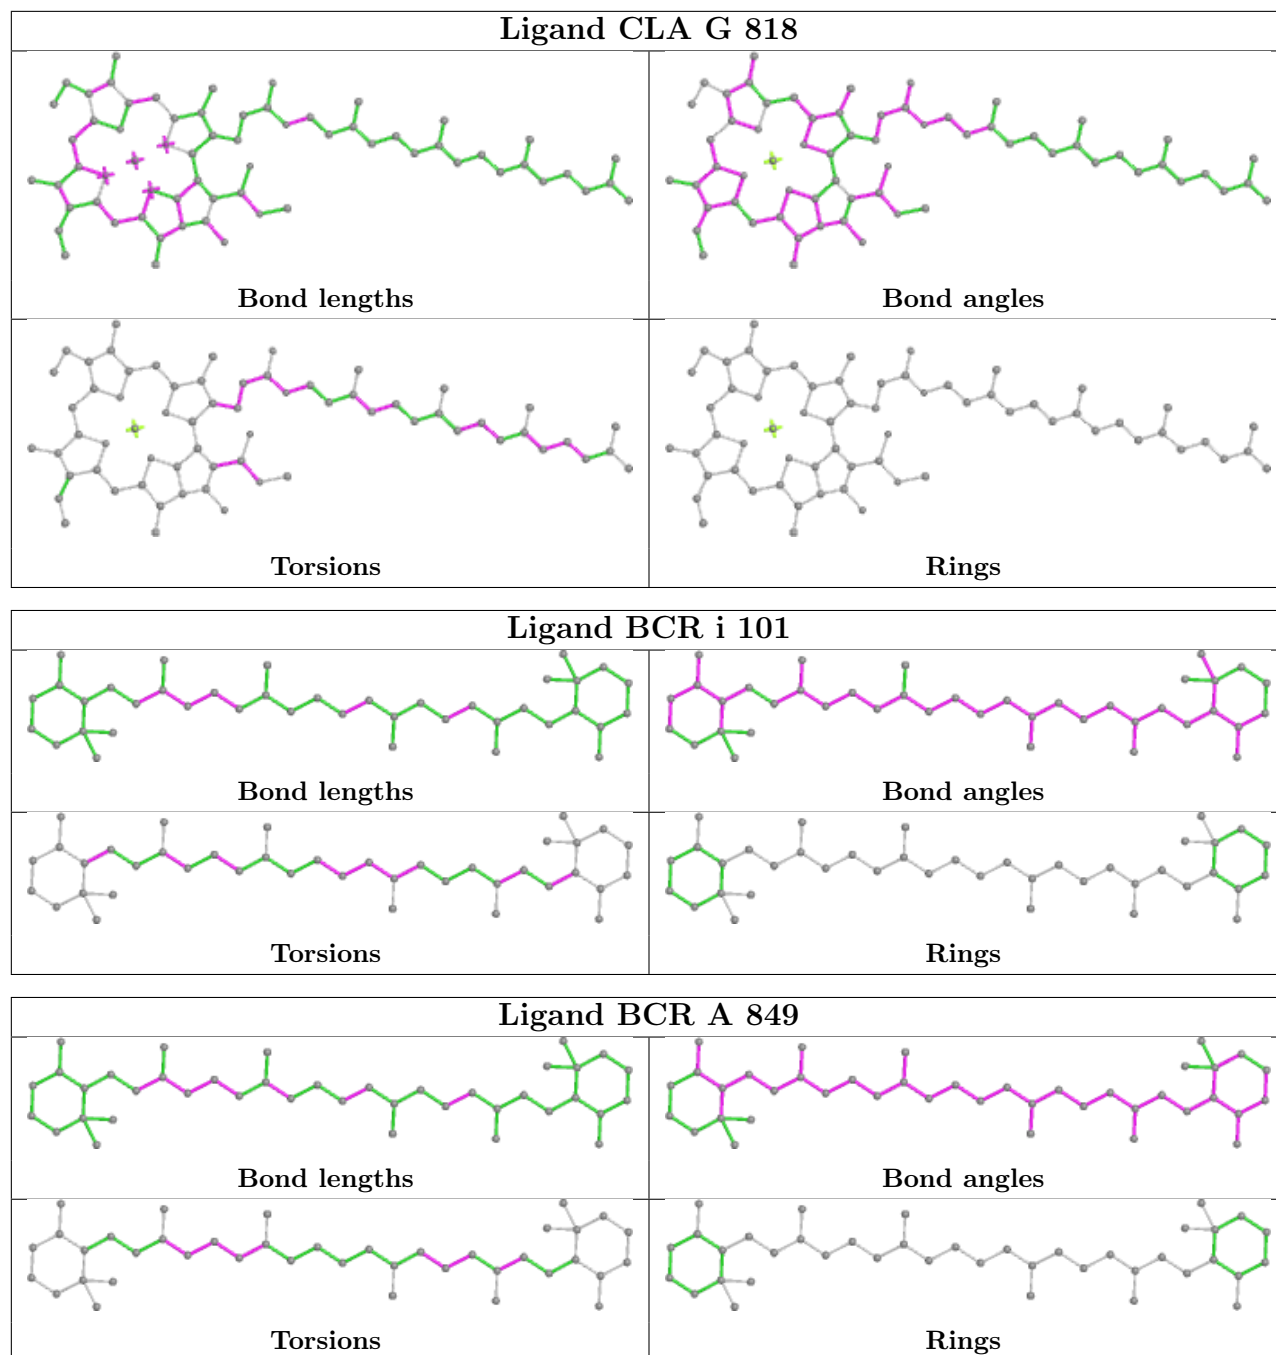 Ligand CLA G 818
Bond lengths
Bond angles
Torsions
Rings
Ligand BCR i 101
Bond lengths
Bond angles
Torsions
Rings
Ligand BCR A 849
Bond lengths
Bond angles
Torsions
Rings